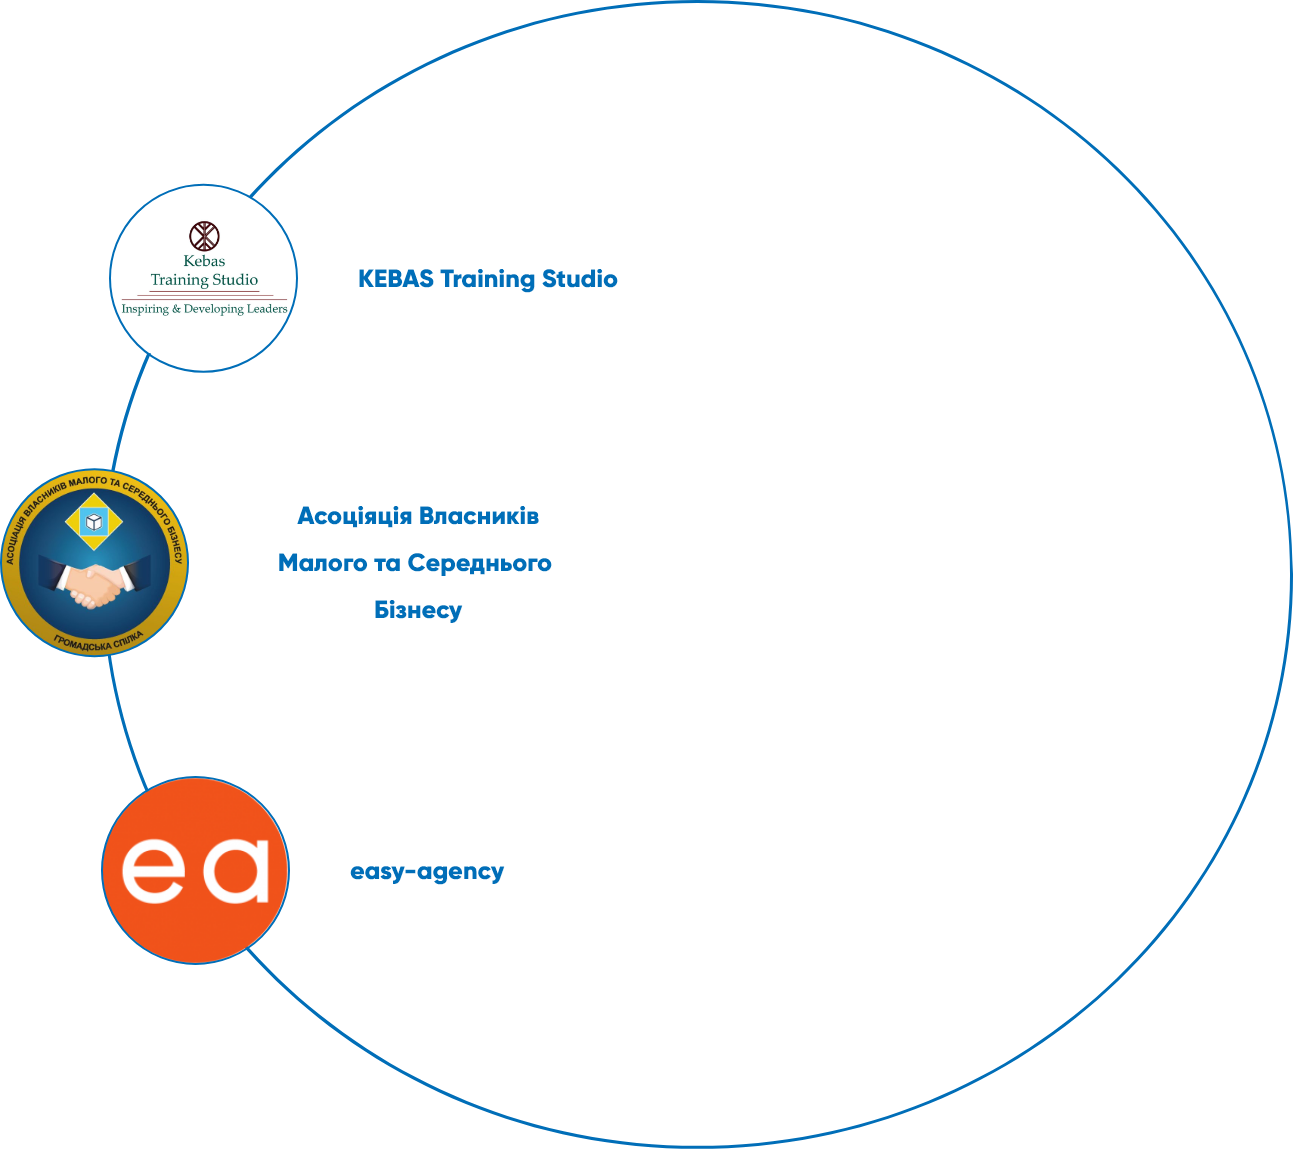 Kebas
Training Studio
Inspiring & Developing Leaders
KEBAS Training Studio
АСОЦІАЦІЯ ВЛАСНИКІВ МАЛОГО ТА СЕРЕДНЬОГО БІЗНЕСУ
ГРОМАДСЬКА СПІЛКА
Асоціяція Власників
Малого та Середнього
Бізнесу
ea
easy-agency